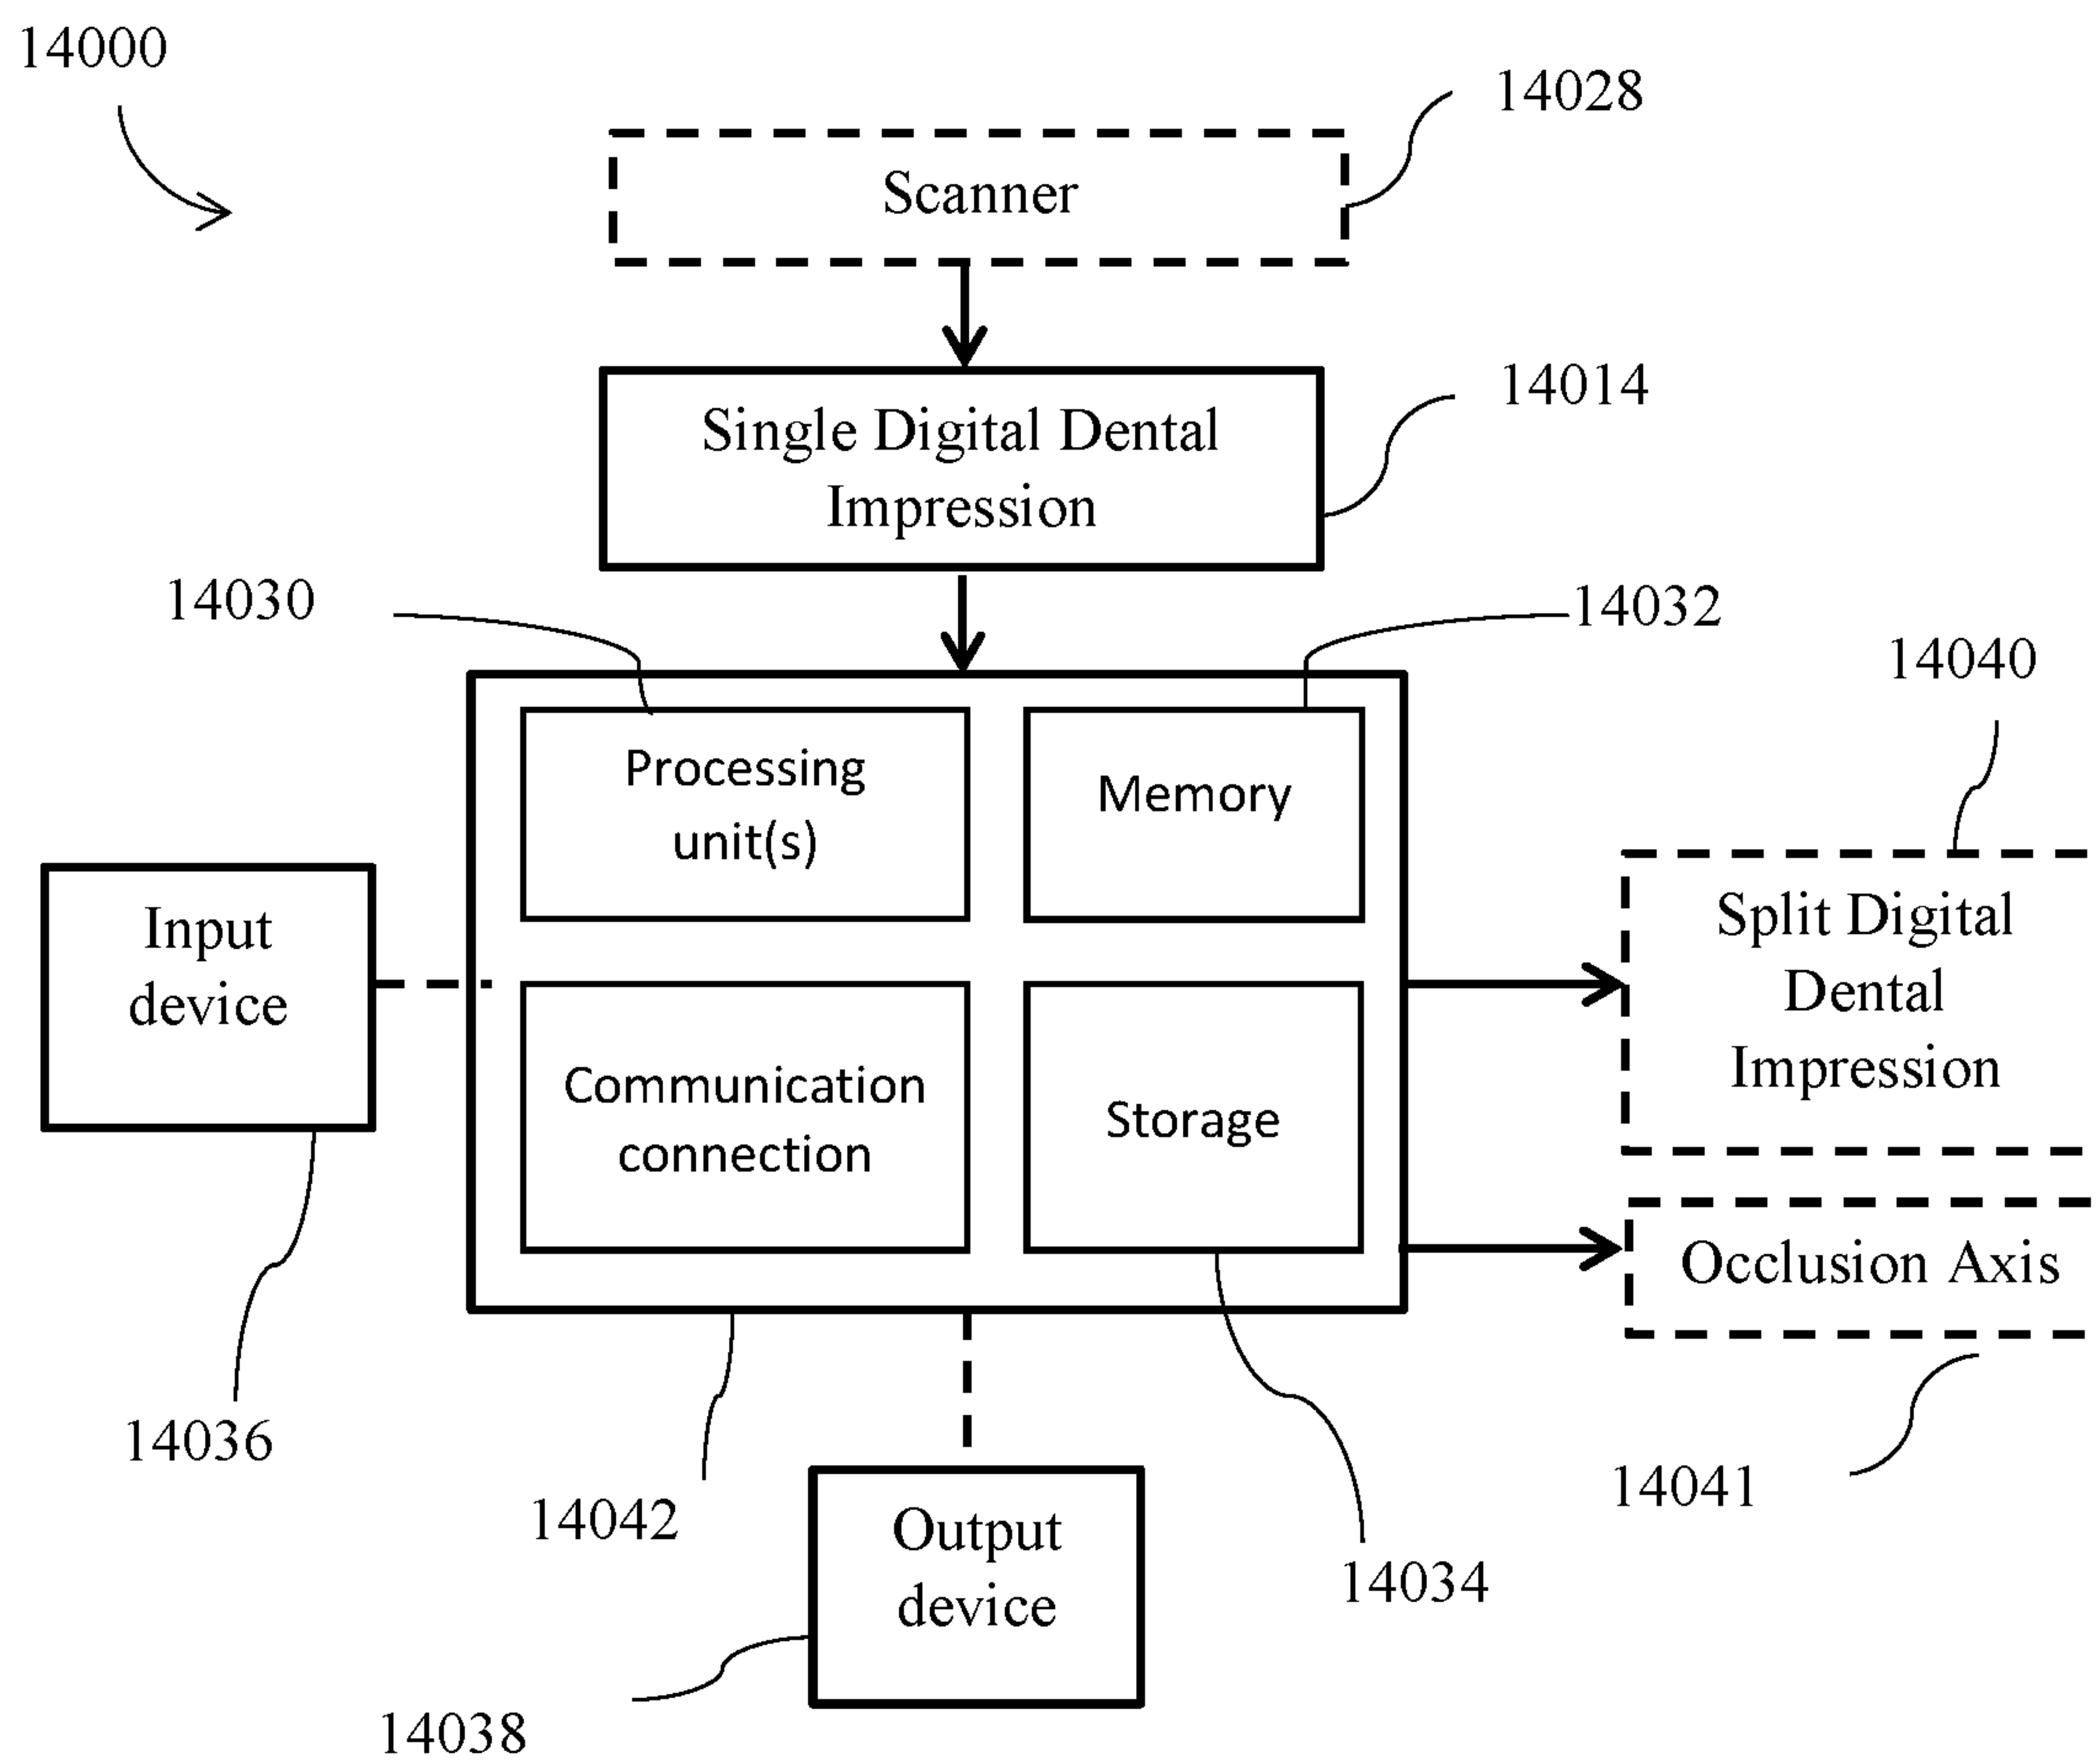 14000
14028
Scanner
14014
Single Digital Dental
Impression
14030
14032
14040
Processing
unit(s)
Memory
Input
device
Split Digital
Dental
Impression
Communication
connection
Storage
Occlusion Axis
14036
14042
14041
Output
device
14034
14038